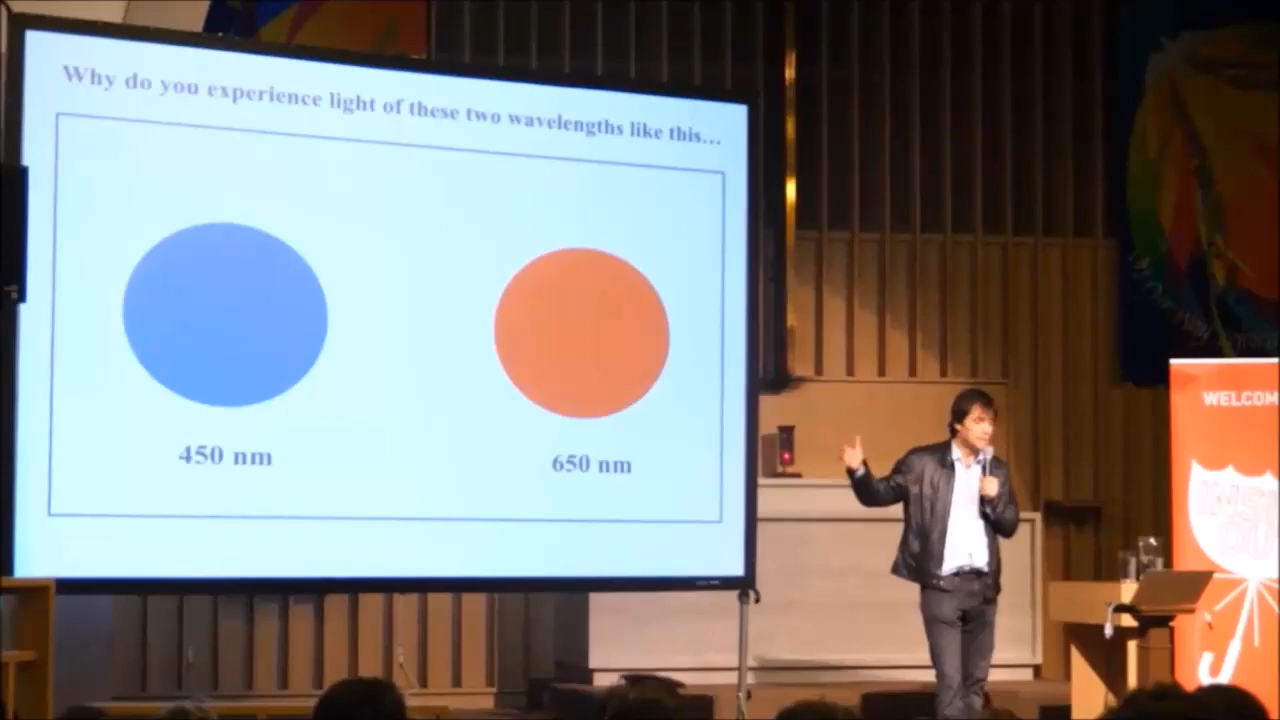 Why do you experience light of these two wavelengths like this...
450 nm
650 nm
WELCOM